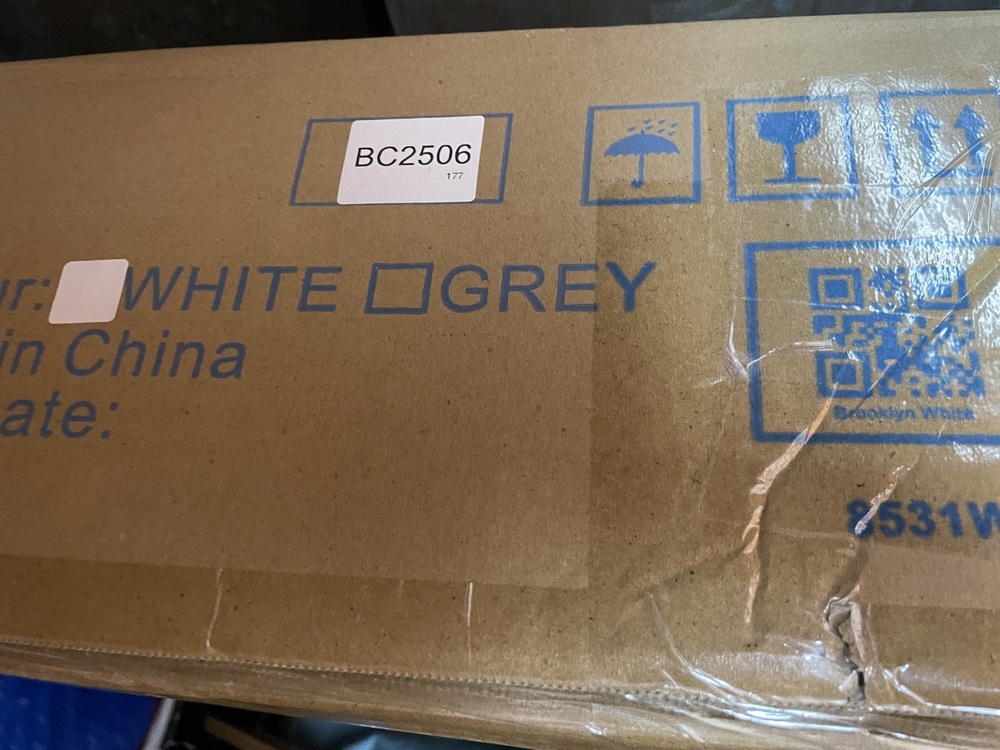 BC2506
177
ur: WHITE GREY
in China
ate:
Brooklyn White
8531W